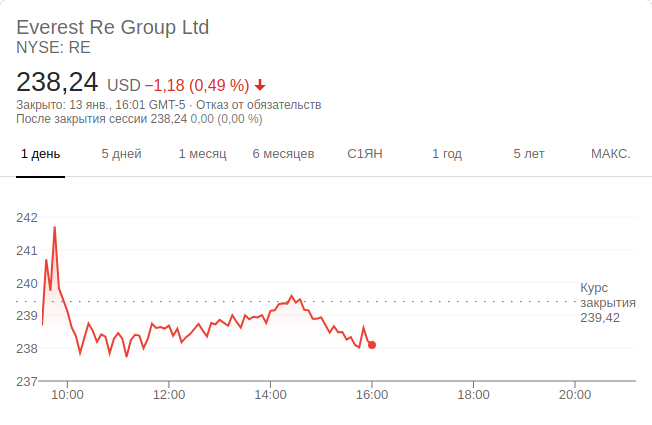 Everest Re Group Ltd
NYSE: RE
238,24 USD −1,18 (0,49 %)
Закрыто: 13 янв., 16:01 GMT-5 · Отказ от обязательств
После закрытия сессии 238,24 0,00 (0,00 %)
1 день 5 дней 1 месяц 6 месяцев С1ЯН 1 год 5 лет МАКС.
242
241
240
239
238
237
Курс
закрытия
239,42
10:00 12:00 14:00 16:00 18:00 20:00